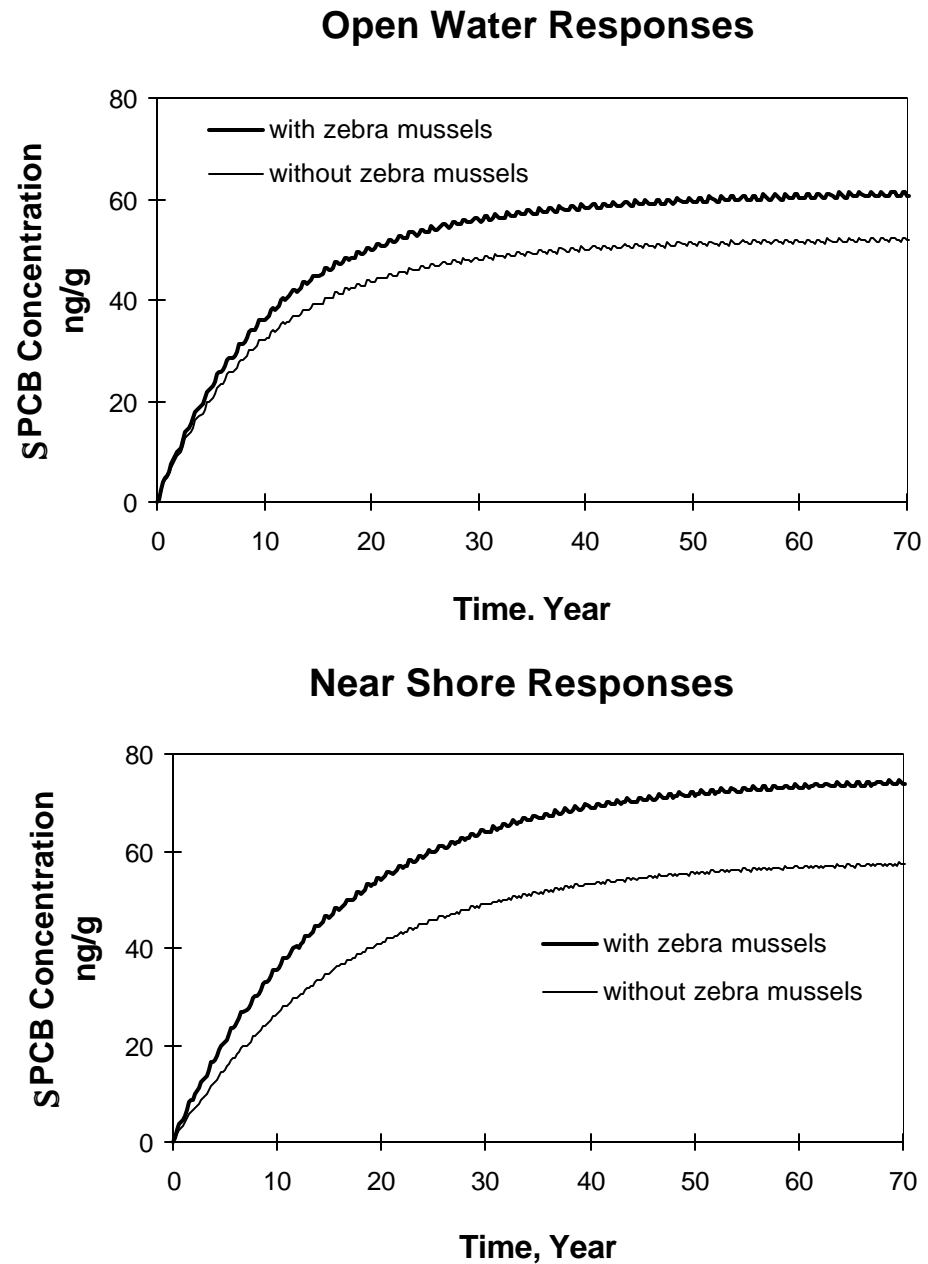 Open Water Responses
80
60
40
20
0
with zebra mussels
without zebra mussels
SPCB Concentration
ng/g
0 10 20 30 40 50 60 70
Time. Year
Near Shore Responses
80
60
40
20
0
with zebra mussels
without zebra mussels
SPCB Concentration
ng/g
0 10 20 30 40 50 60 70
Time, Year